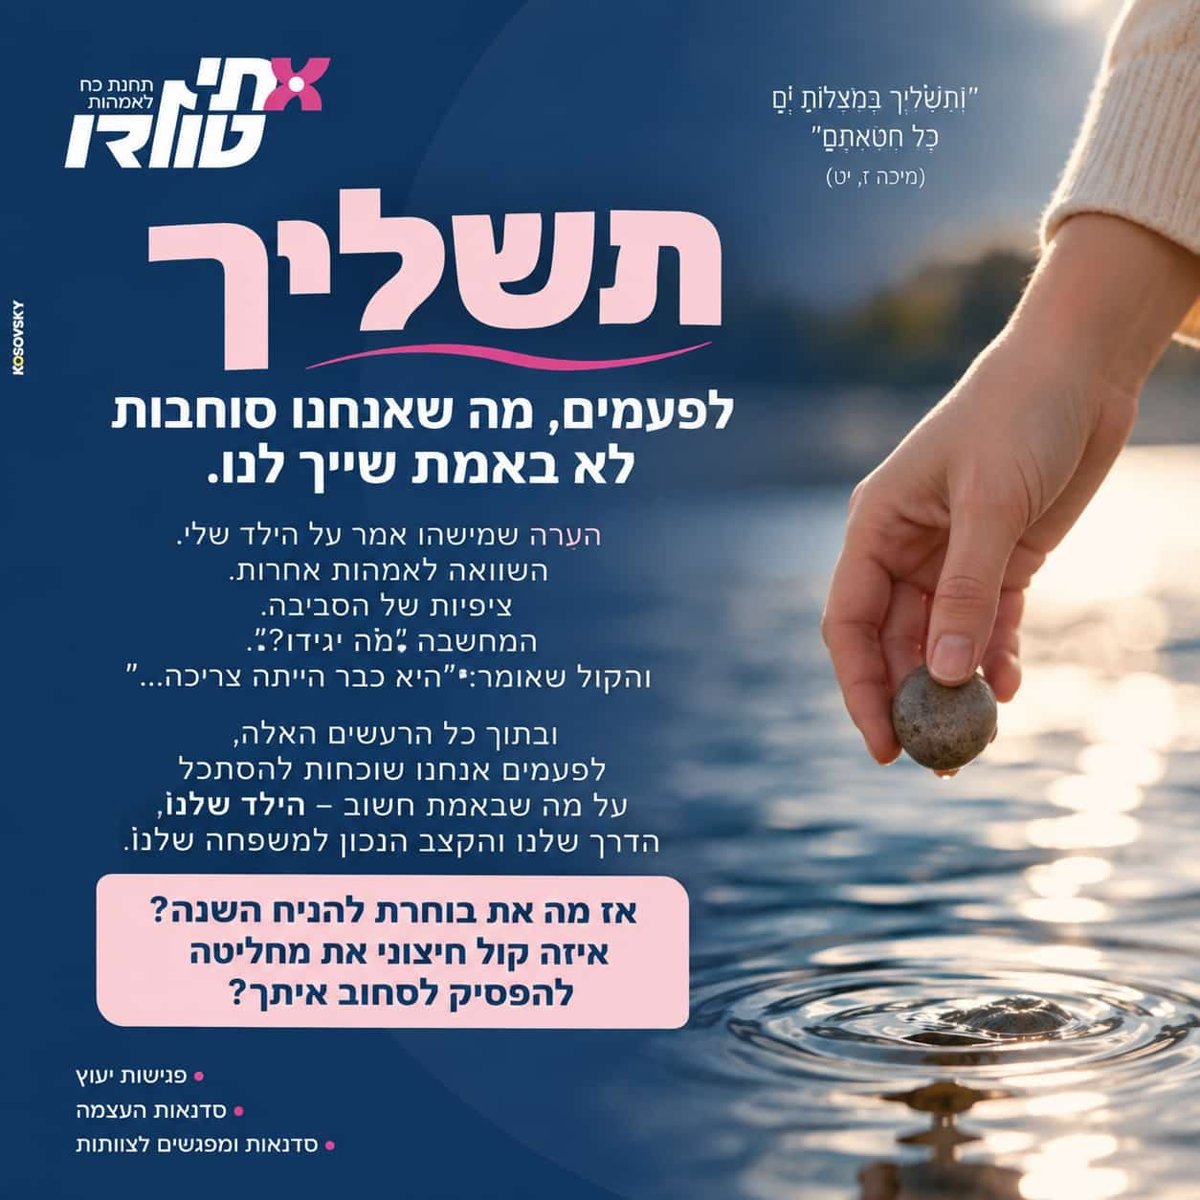 אתי
טולדו
תחנת כח
לאמהות
"וְתַשְׁלִיךְ בִּמְצֻלוֹת יָם
כָּל חַטֹּאתָם"
(מיכה ז, יט)
תשליך
KOSOVSKY
לפעמים, מה שאנחנו סוחבות
לא באמת שייך לנו.
הערה שמישהו אמר על הילד שלי.
השוואה לאמהות אחרות.
ציפיות של הסביבה.
המחשבה "מה יגידו?".
והקול שאומר: "היא כבר הייתה צריכה..."
ובתוך כל הרעשים האלה,
לפעמים אנחנו שוכחות להסתכל
על מה שבאמת חשוב – הילד שלנו,
הדרך שלנו והקצב הנכון למשפחה שלנו.
אז מה את בוחרת להניח השנה?
איזה קול חיצוני את מחליטה
להפסיק לסחוב איתך?
• פגישות יעוץ
• סדנאות העצמה
• סדנאות ומפגשים לצוותות